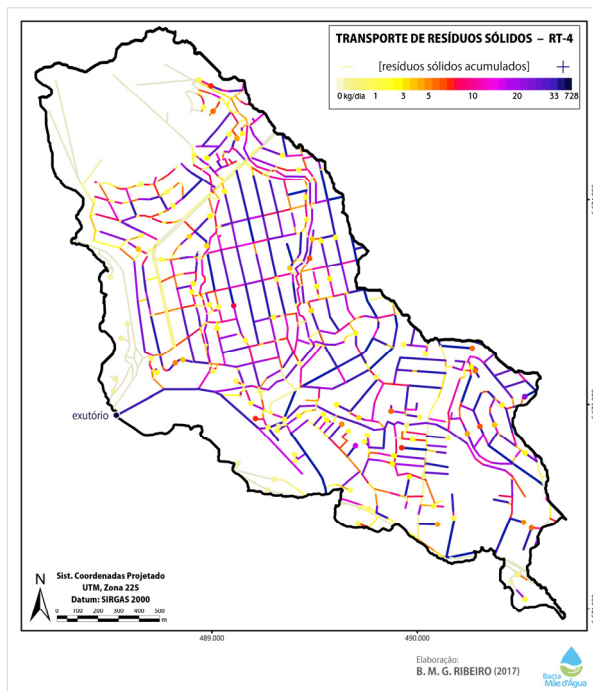 TRANSPORTE DE RESÍDUOS SÓLIDOS – RT-4
[resíduos sólidos acumulados]
0 kg/dia 1 3 5 10 20 33 728
exutório
N
Sist. Coordenadas Projetado
UTM, Zona 22S
Datum: SIRGAS 2000
0 100 200 300 400 500
m
489.000 490.000
Elaboração:
B. M. G. RIBEIRO (2017)
Bacia
Mãe d'Água